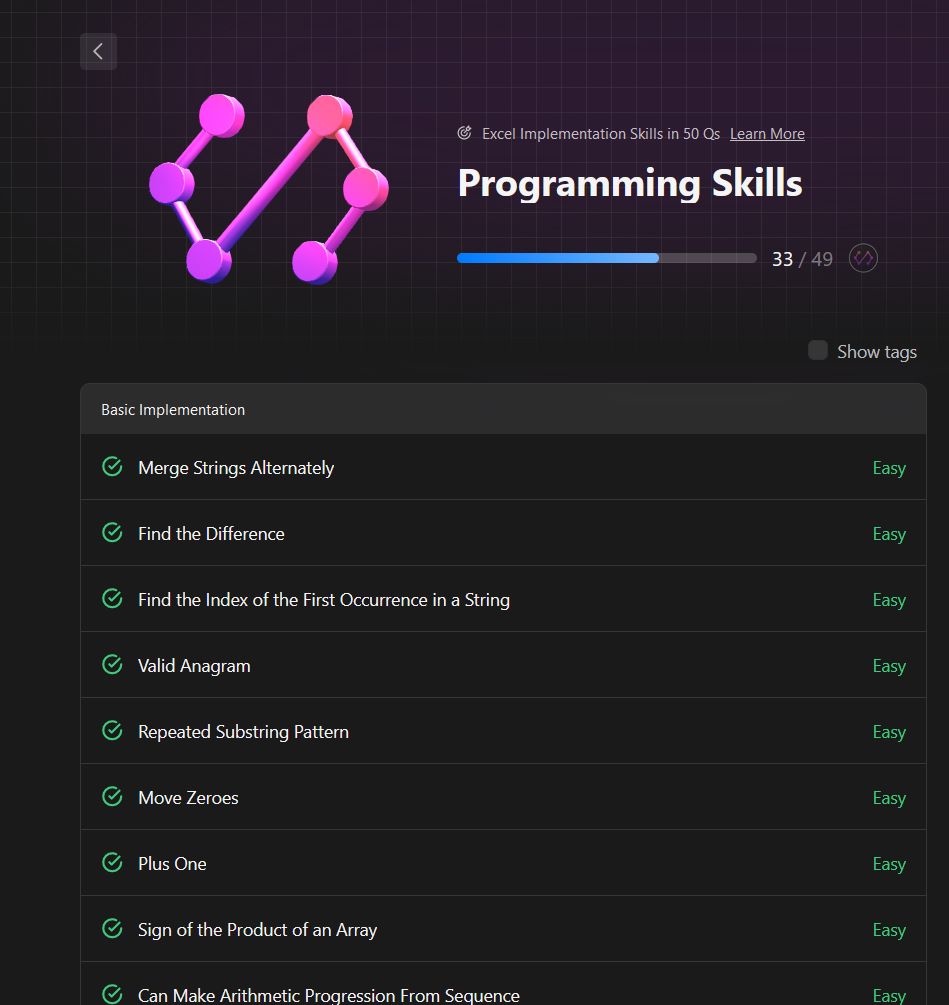 Excel Implementation Skills in 50 Qs Learn More
Programming Skills
33 / 49
Show tags
Basic Implementation
Merge Strings Alternately Easy
Find the Difference Easy
Find the Index of the First Occurrence in a String Easy
Valid Anagram Easy
Repeated Substring Pattern Easy
Move Zeroes Easy
Plus One Easy
Sign of the Product of an Array Easy
Can Make Arithmetic Progression From Sequence Easy